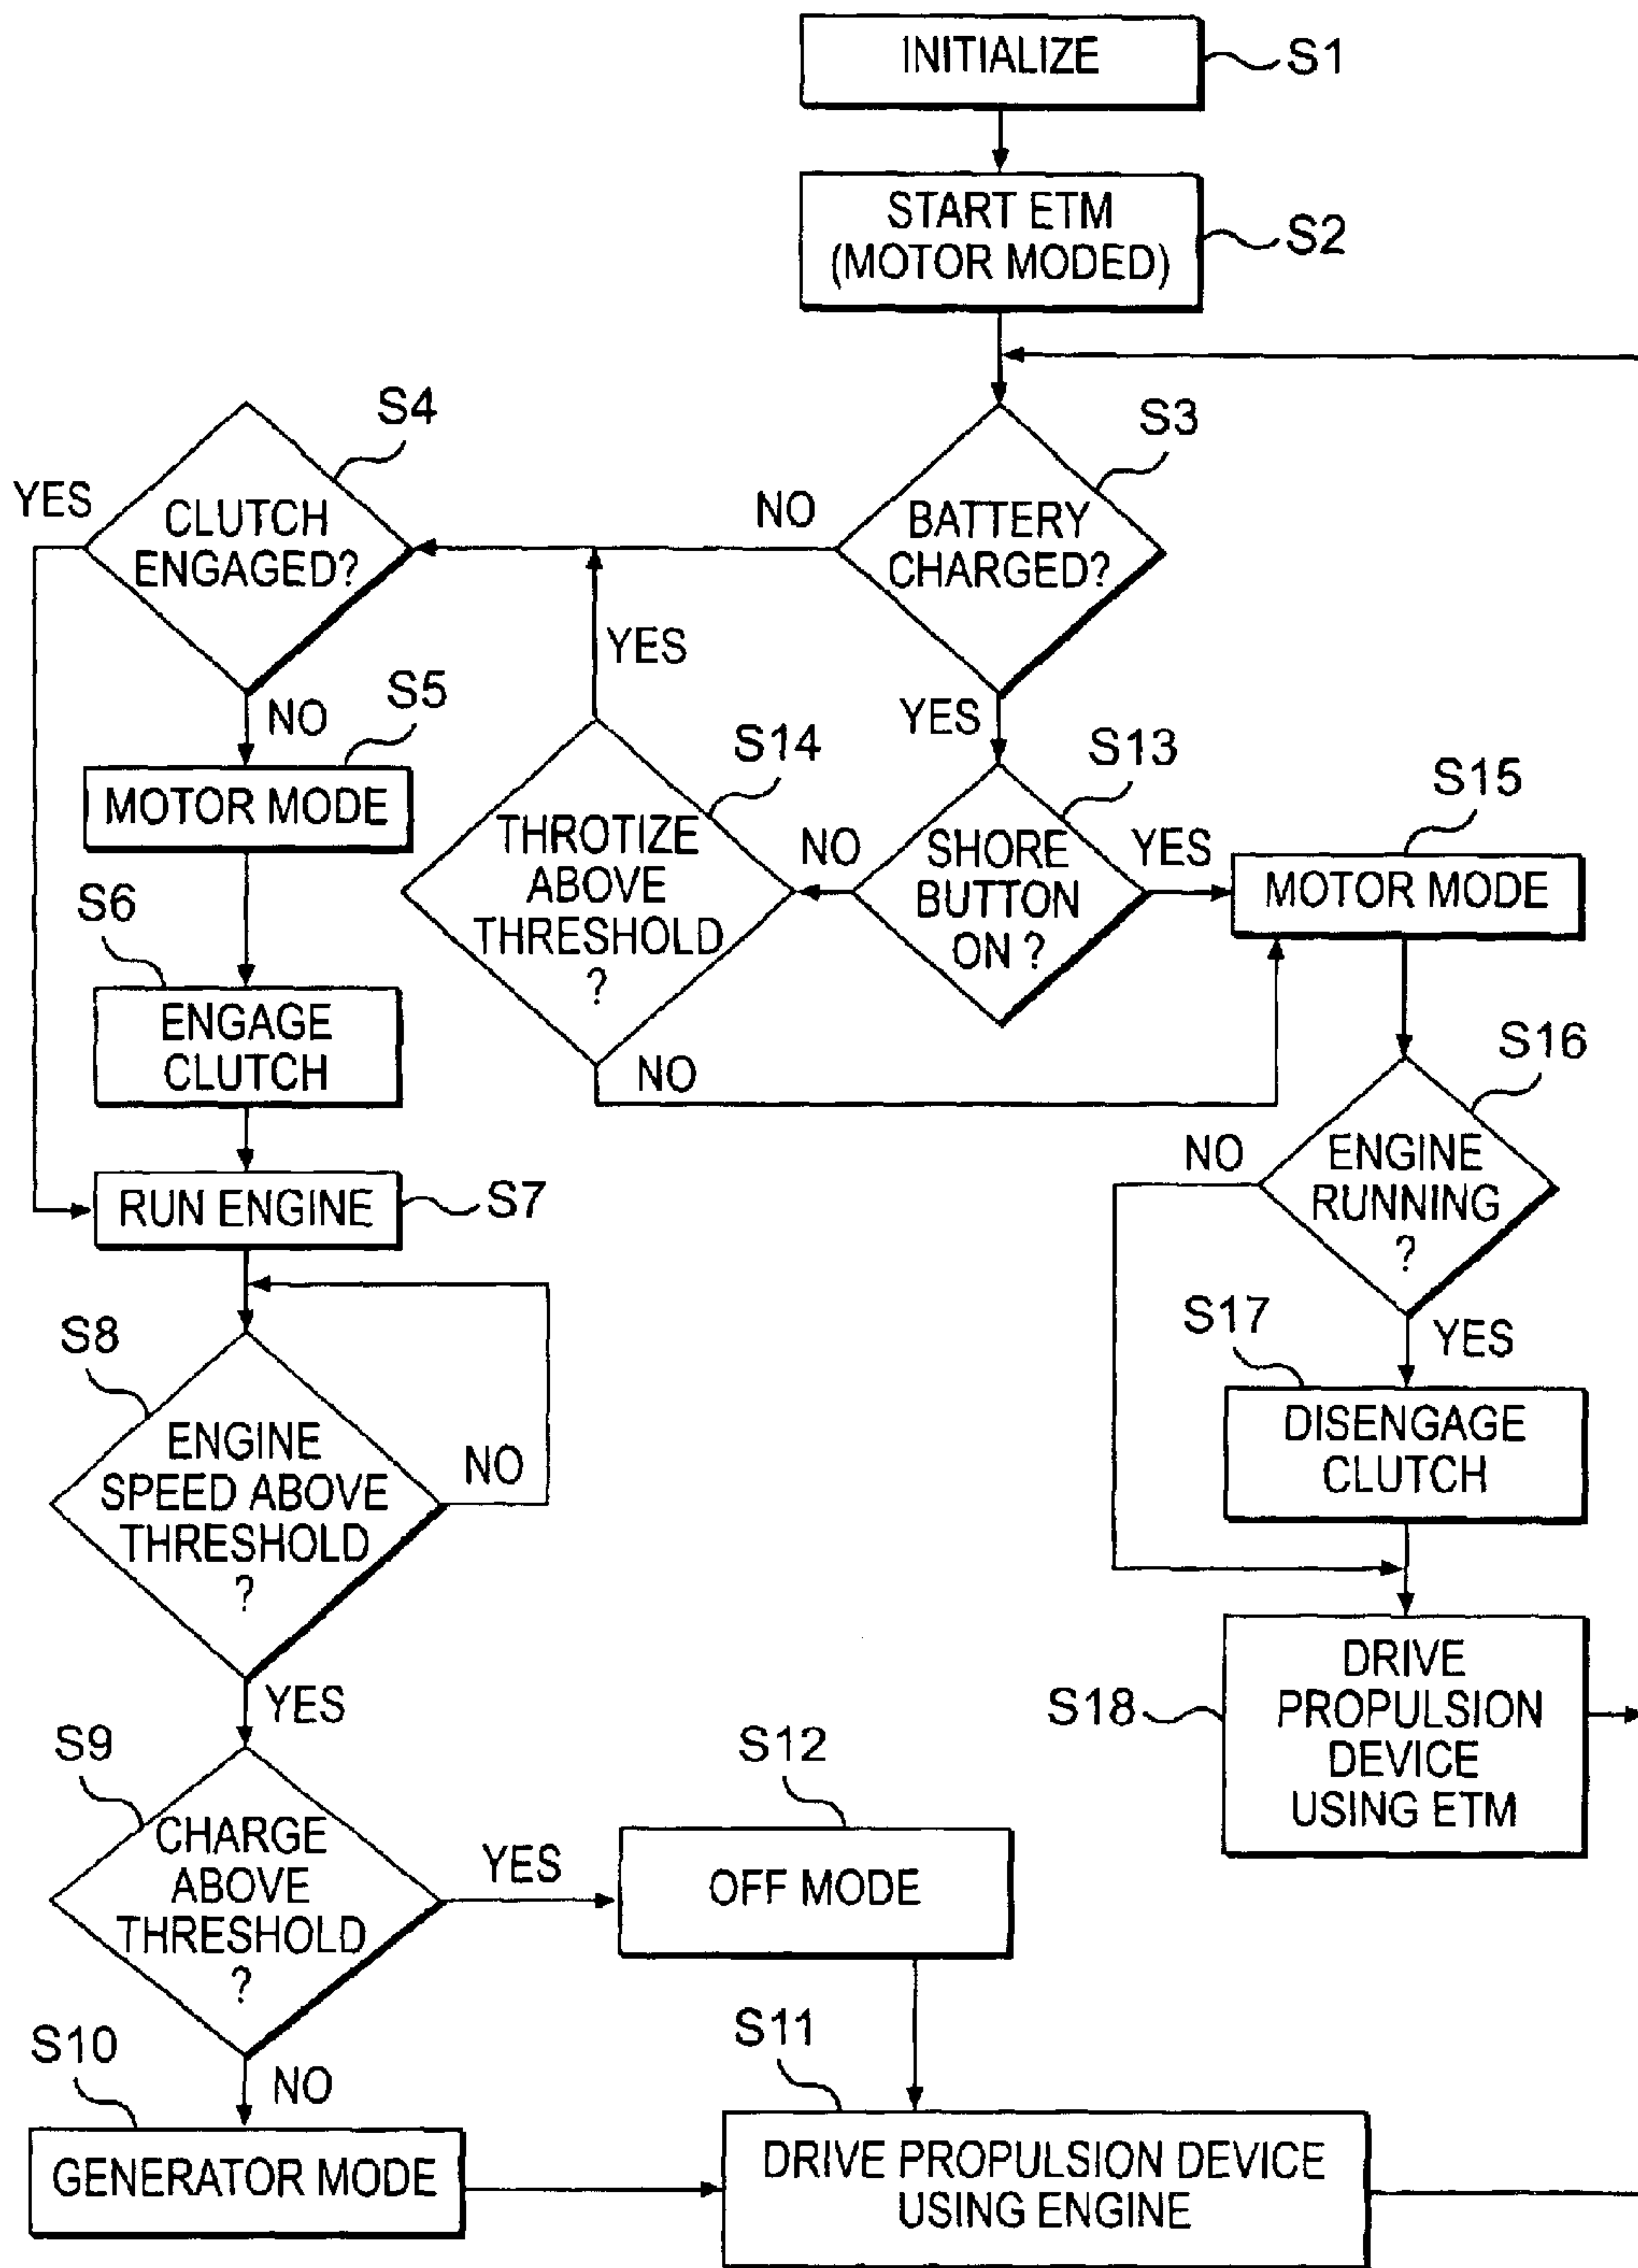 INITIALIZE
S1
START ETM
(MOTOR MODED)
S2
S3
BATTERY
CHARGED?
NO
YES
S4
CLUTCH
ENGAGED?
YES
NO
S5
MOTOR MODE
S6
ENGAGE
CLUTCH
RUN ENGINE
S7
S8
ENGINE
SPEED ABOVE
THRESHOLD
?
NO
YES
S9
CHARGE
ABOVE
THRESHOLD
?
YES
NO
S10
GENERATOR MODE
S12
OFF MODE
S11
DRIVE PROPULSION DEVICE
USING ENGINE
S13
SHORE
BUTTON
ON ?
NO
YES
S14
THROTIZE
ABOVE
THRESHOLD
?
YES
NO
S15
MOTOR MODE
S16
ENGINE
RUNNING
?
NO
YES
S17
DISENGAGE
CLUTCH
S18
DRIVE
PROPULSION
DEVICE
USING ETM